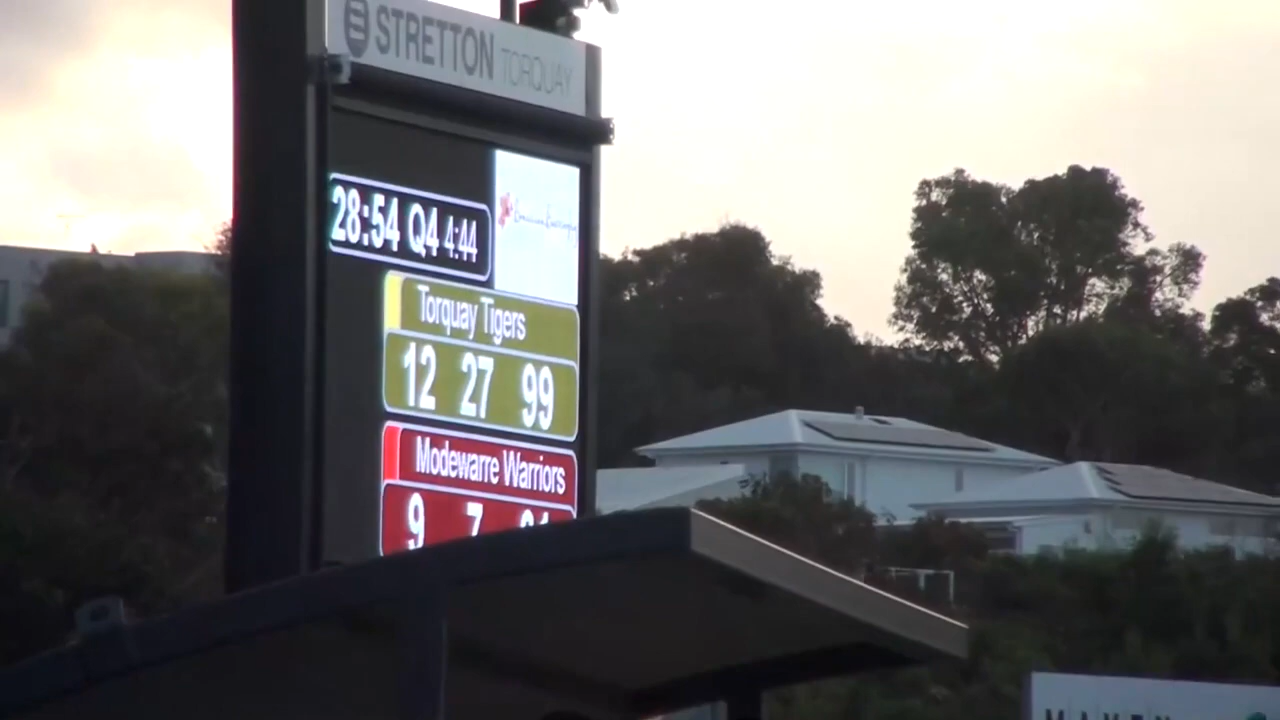 STRETTON TORQUAY
28:54 Q4 4:44
Torquay Tigers
12 27 99
Modewarre Warriors
9 7